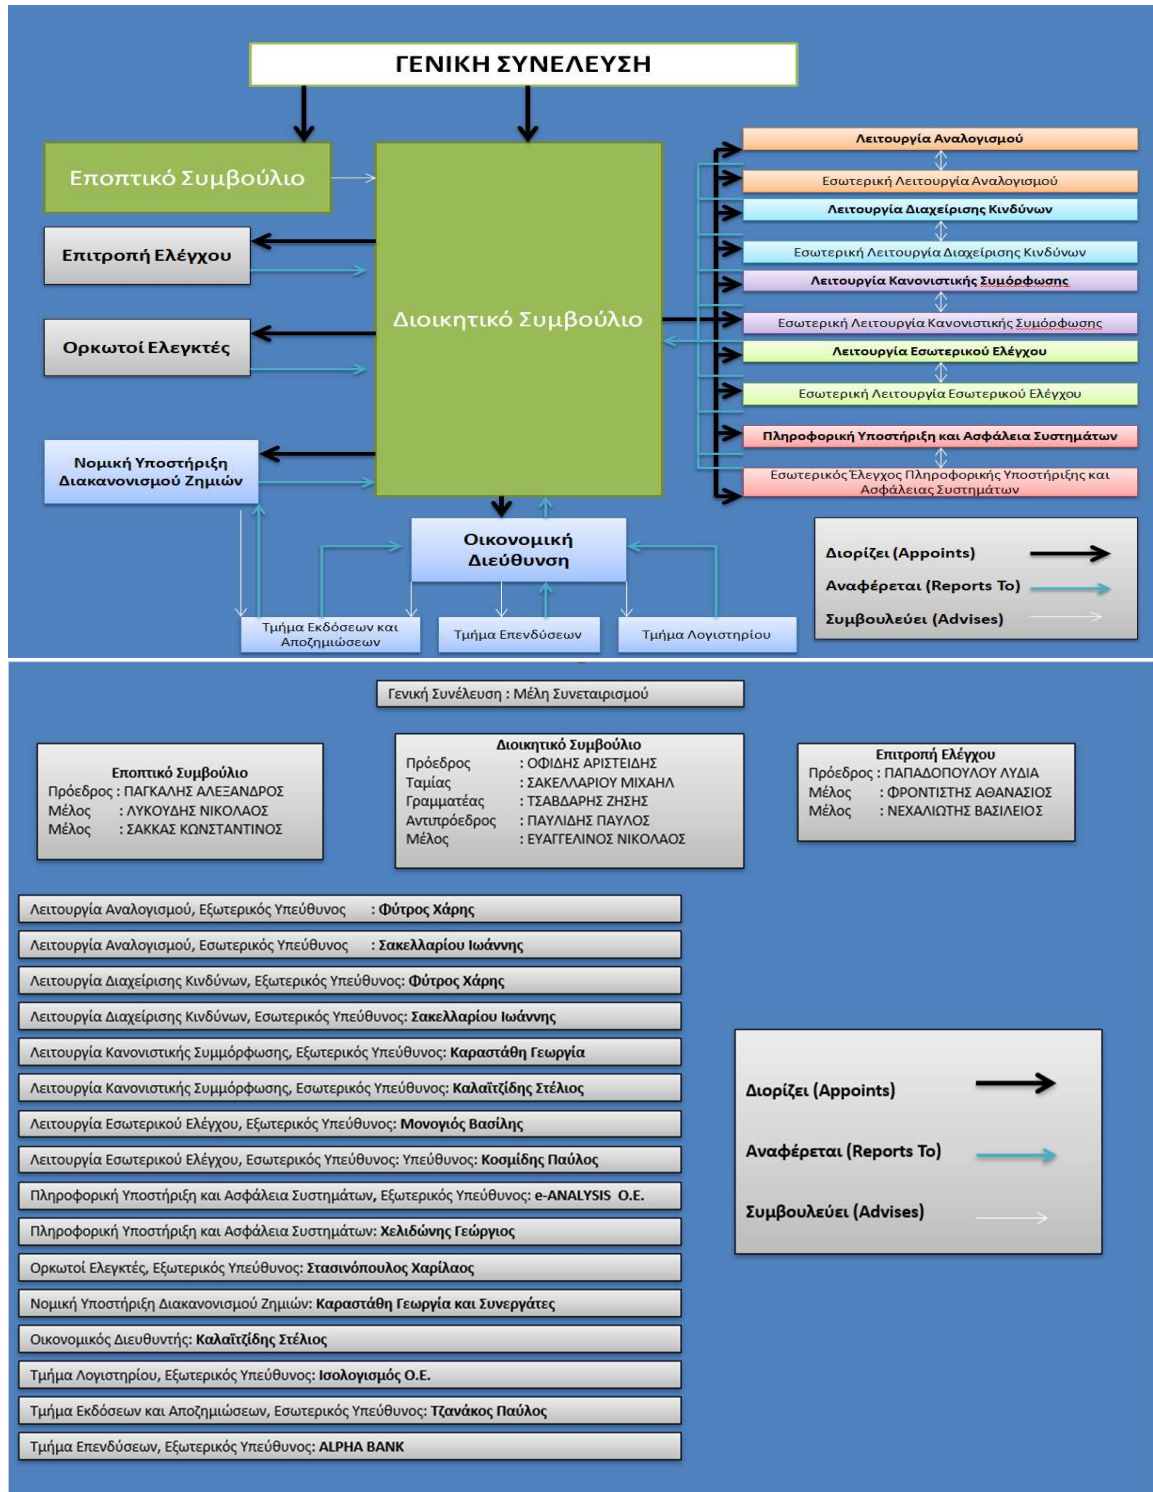 ΓΕΝΙΚΗ ΣΥΝΕΛΕΥΣΗ
Εποπτικό Συμβούλιο
Επιτροπή Ελέγχου
Ορκωτοί Ελεγκτές
Νομική Υποστήριξη
Διακανονισμού Ζημιών
Διοικητικό Συμβούλιο
Οικονομική
Διεύθυνση
Τμήμα Εκδόσεων και
Αποζημιώσεων
Τμήμα Επενδύσεων
Τμήμα Λογιστηρίου
Λειτουργία Αναλογισμού
Εσωτερική Λειτουργία Αναλογισμού
Λειτουργία Διαχείρισης Κινδύνων
Εσωτερική Λειτουργία Διαχείρισης Κινδύνων
Λειτουργία Κανονιστικής Συμόρφωσης
Εσωτερική Λειτουργία Κανονιστικής Συμόρφωσης
Λειτουργία Εσωτερικού Ελέγχου
Εσωτερική Λειτουργία Εσωτερικού Ελέγχου
Πληροφορική Υποστήριξη και Ασφάλεια Συστημάτων
Εσωτερικός Έλεγχος Πληροφορικής Υποστήριξης και
Ασφάλειας Συστημάτων
Διορίζει (Appoints)
Αναφέρεται (Reports To)
Συμβουλεύει (Advises)
Γενική Συνέλευση : Μέλη Συνεταιρισμού
Εποπτικό Συμβούλιο
Πρόεδρος : ΠΑΓΚΑΛΗΣ ΑΛΕΞΑΝΔΡΟΣ
Μέλος : ΛΥΚΟΥΔΗΣ ΝΙΚΟΛΑΟΣ
Μέλος : ΣΑΚΚΑΣ ΚΩΝΣΤΑΝΤΙΝΟΣ
Διοικητικό Συμβούλιο
Πρόεδρος : ΟΦΙΔΗΣ ΑΡΙΣΤΕΙΔΗΣ
Ταμίας : ΣΑΚΕΛΛΑΡΙΟΥ ΜΙΧΑΗΛ
Γραμματέας : ΤΣΑΒΔΑΡΗΣ ΖΗΣΗΣ
Αντιπρόεδρος : ΠΑΥΛΙΔΗΣ ΠΑΥΛΟΣ
Μέλος : ΕΥΑΓΓΕΛΙΝΟΣ ΝΙΚΟΛΑΟΣ
Επιτροπή Ελέγχου
Πρόεδρος : ΠΑΠΑΔΟΠΟΥΛΟΥ ΛΥΔΙΑ
Μέλος : ΦΡΟΝΤΙΣΤΗΣ ΑΘΑΝΑΣΙΟΣ
Μέλος : ΝΕΧΑΛΙΩΤΗΣ ΒΑΣΙΛΕΙΟΣ
Λειτουργία Αναλογισμού, Εξωτερικός Υπεύθυνος : Φύτρος Χάρης
Λειτουργία Αναλογισμού, Εσωτερικός Υπεύθυνος : Σακελλαρίου Ιωάννης
Λειτουργία Διαχείρισης Κινδύνων, Εξωτερικός Υπεύθυνος: Φύτρος Χάρης
Λειτουργία Διαχείρισης Κινδύνων, Εσωτερικός Υπεύθυνος: Σακελλαρίου Ιωάννης
Λειτουργία Κανονιστικής Συμμόρφωσης, Εξωτερικός Υπεύθυνος: Καραστάθη Γεωργία
Λειτουργία Κανονιστικής Συμμόρφωσης, Εσωτερικός Υπεύθυνος: Καλαϊτζίδης Στέλιος
Λειτουργία Εσωτερικού Ελέγχου, Εξωτερικός Υπεύθυνος: Μονογιός Βασίλης
Λειτουργία Εσωτερικού Ελέγχου, Εσωτερικός Υπεύθυνος: Υπεύθυνος: Κοσμίδης Παύλος
Πληροφορική Υποστήριξη και Ασφάλεια Συστημάτων, Εξωτερικός Υπεύθυνος: e-ANALYSIS Ο.Ε.
Πληροφορική Υποστήριξη και Ασφάλεια Συστημάτων: Χελιδώνης Γεώργιος
Ορκωτοί Ελεγκτές, Εξωτερικός Υπεύθυνος: Στασινόπουλος Χαρίλαος
Νομική Υποστήριξη Διακανονισμού Ζημιών: Καραστάθη Γεωργία και Συνεργάτες
Οικονομικός Διευθυντής: Καλαϊτζίδης Στέλιος
Τμήμα Λογιστηρίου, Εξωτερικός Υπεύθυνος: Ισολογισμός Ο.Ε.
Τμήμα Εκδόσεων και Αποζημιώσεων, Εσωτερικός Υπεύθυνος: Τζανάκος Παύλος
Τμήμα Επενδύσεων, Εξωτερικός Υπεύθυνος: ALPHA BANK
Διορίζει (Appoints)
Αναφέρεται (Reports To)
Συμβουλεύει (Advises)